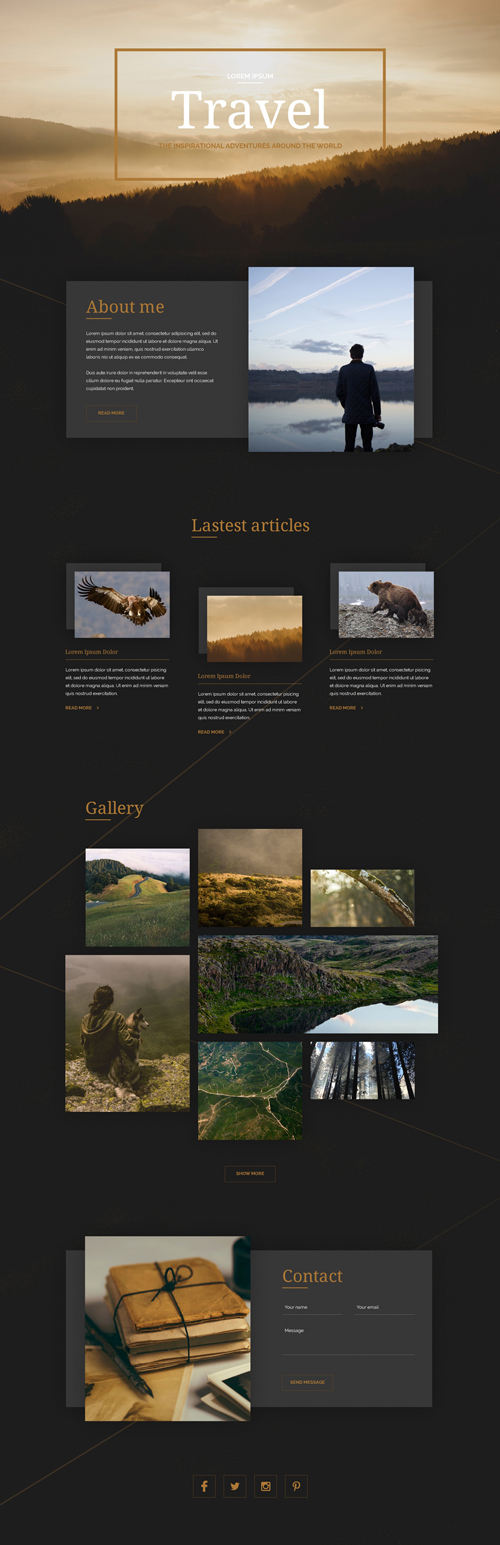 LOREM IPSUM
Travel
THE INSPIRATIONAL ADVENTURES AROUND THE WORLD
About me
Lorem ipsum dolor sit amet, consectetur adipiscing elit, sed do
eiusmod tempor incididunt ut labore et dolore magna aliqua. Ut
enim ad minim veniam, quis nostrud exercitation ullamco
laboris nisi ut aliquip ex ea commodo consequat.
Duis aute irure dolor in reprehenderit in voluptate velit esse
cillum dolore eu fugiat nulla pariatur. Excepteur sint occaecat
cupidatat non proident.
READ MORE
Lastest articles
Lorem Ipsum Dolor
Lorem ipsum dolor sit amet, consectetur piscing
elit, sed do eiusmod tempor incididunt ut labore
et dolore magna aliqua. Ut enim ad minim veniam,
quis nostrud exercitation.
READ MORE
Lorem Ipsum Dolor
Lorem ipsum dolor sit amet, consectetur piscing
elit, sed do eiusmod tempor incididunt ut labore
et dolore magna aliqua. Ut enim ad minim veniam,
quis nostrud exercitation.
READ MORE
Lorem Ipsum Dolor
Lorem ipsum dolor sit amet, consectetur piscing
elit, sed do eiusmod tempor incididunt ut labore
et dolore magna aliqua. Ut enim ad minim veniam,
quis nostrud exercitation.
READ MORE
Gallery
SHOW MORE
Contact
Your name
Your email
Message
SEND MESSAGE